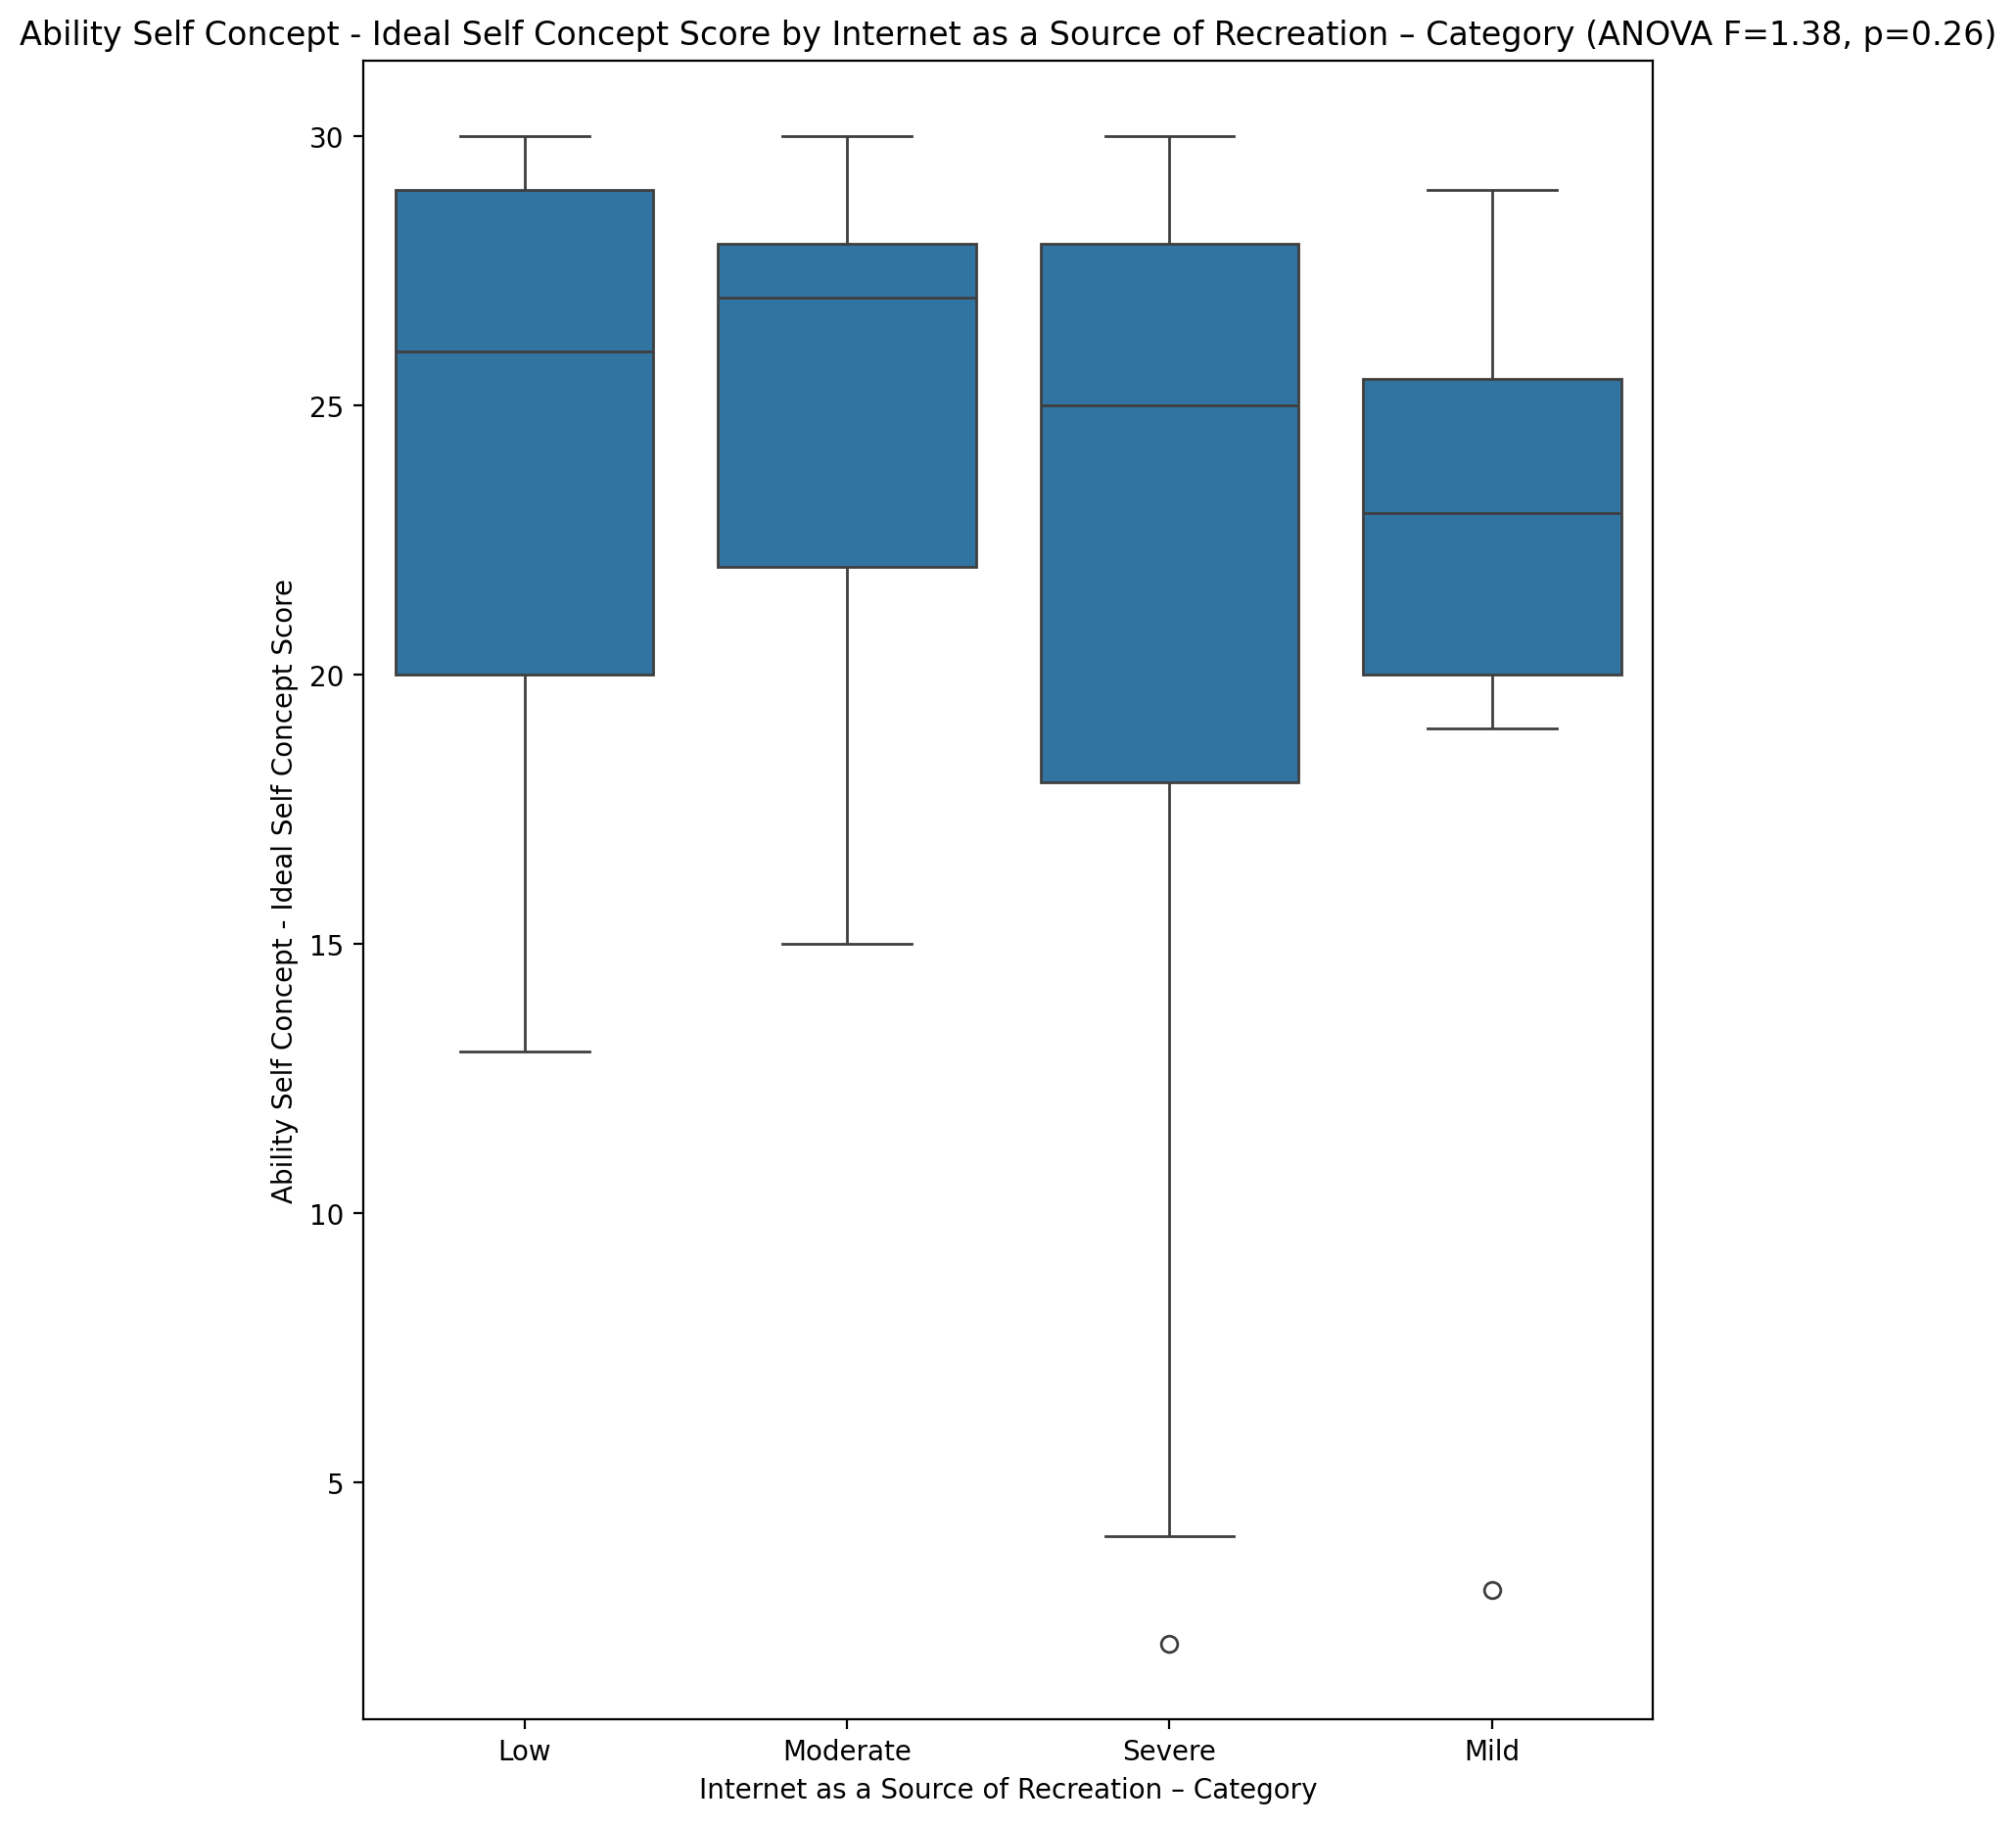 Ability Self Concept - Ideal Self Concept Score by Internet as a Source of Recreation – Category (ANOVA F=1.38, p=0.26)
Ability Self Concept - Ideal Self Concept Score
30
25
20
15
10
5
Low Moderate Severe Mild
Internet as a Source of Recreation – Category